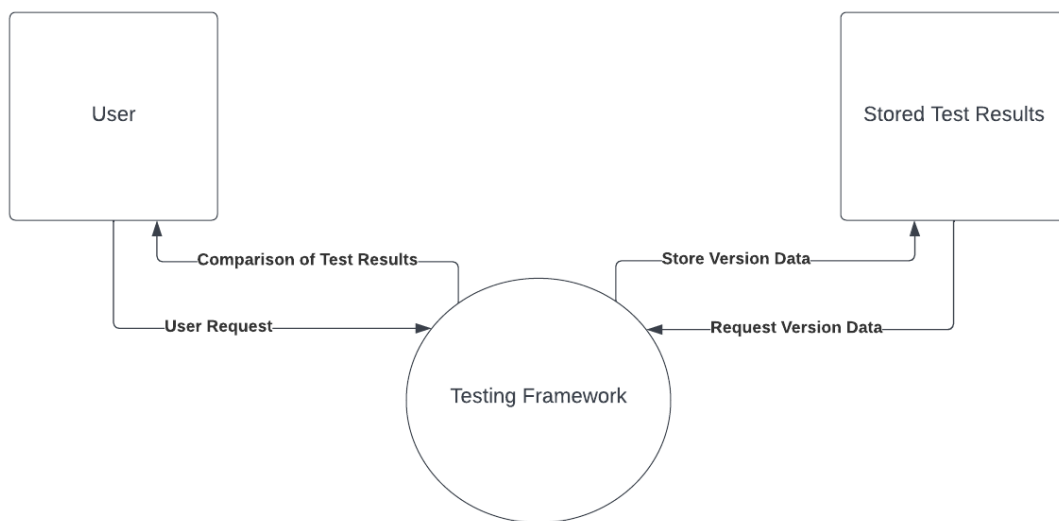 User
Stored Test Results
Comparison of Test Results
Store Version Data
User Request
Request Version Data
Testing Framework